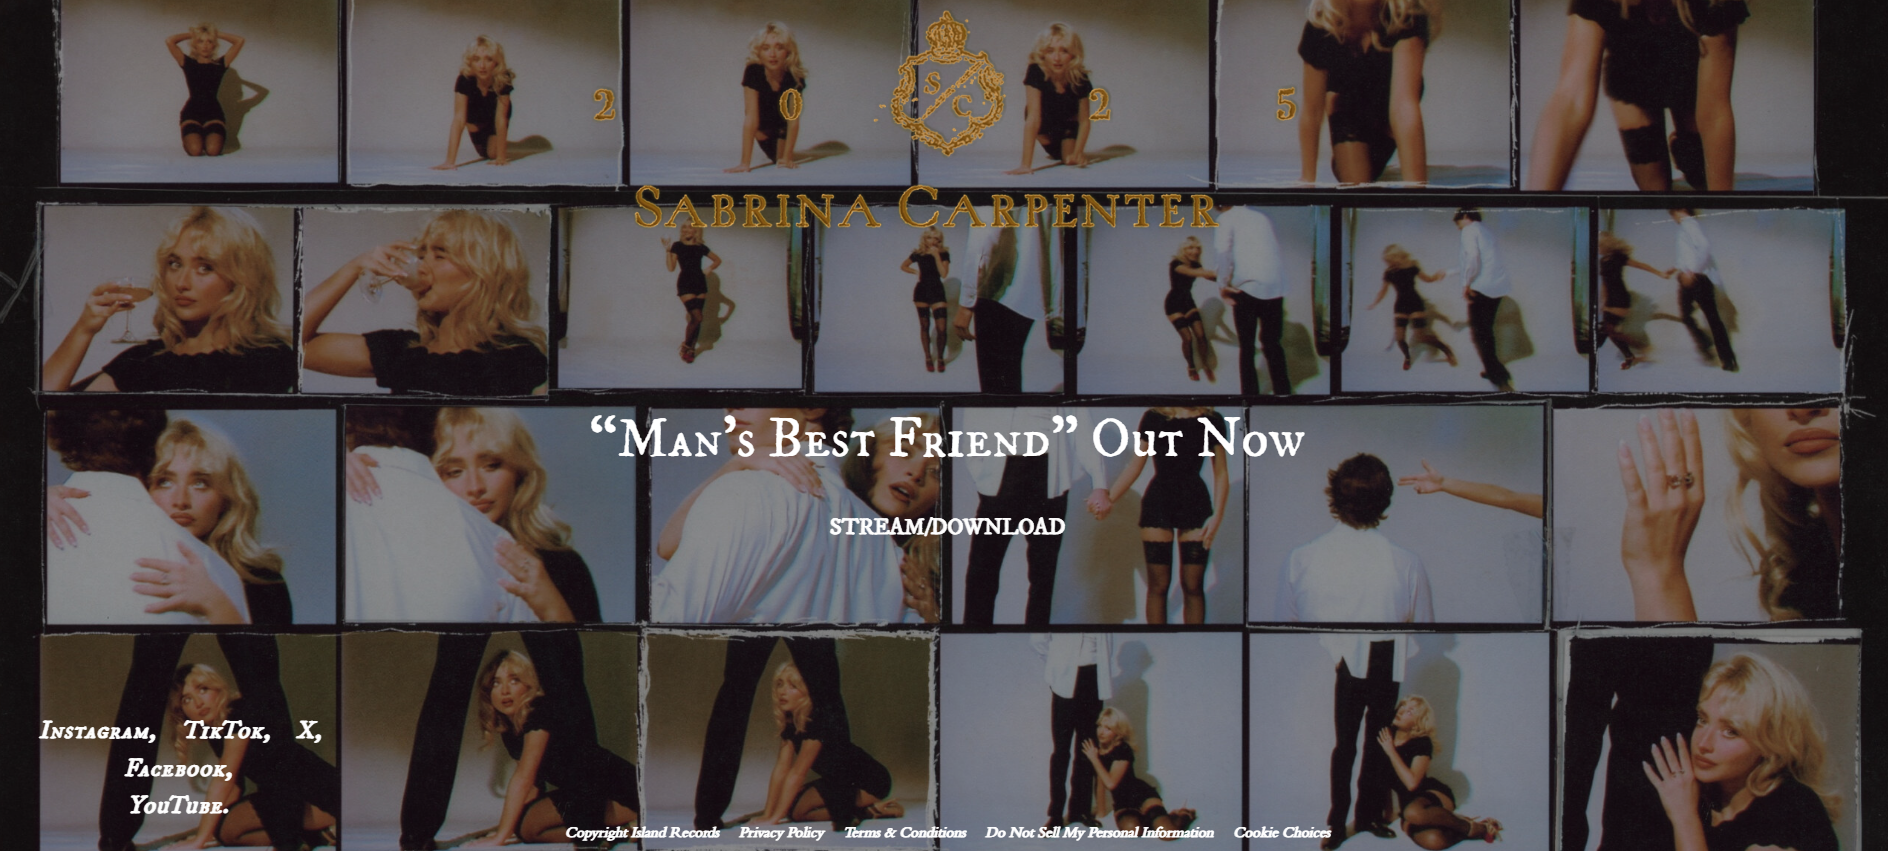 2 0 2 5
S C
SABRINA CARPENTER
“MAN’S BEST FRIEND” OUT NOW
STREAM/DOWNLOAD
INSTAGRAM, TIKTOK, X,
FACEBOOK,
YOUTUBE.
Copyright Island Records Privacy Policy Terms & Conditions Do Not Sell My Personal Information Cookie Choices